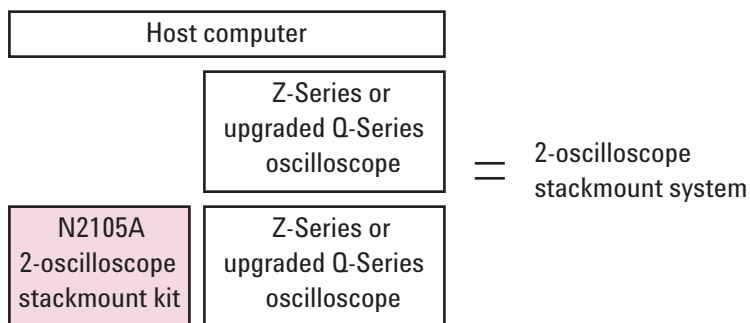 Host computer
Z-Series or
upgraded Q-Series
oscilloscope
=
2-oscilloscope
stackmount system
N2105A
2-oscilloscope
stackmount kit
Z-Series or
upgraded Q-Series
oscilloscope